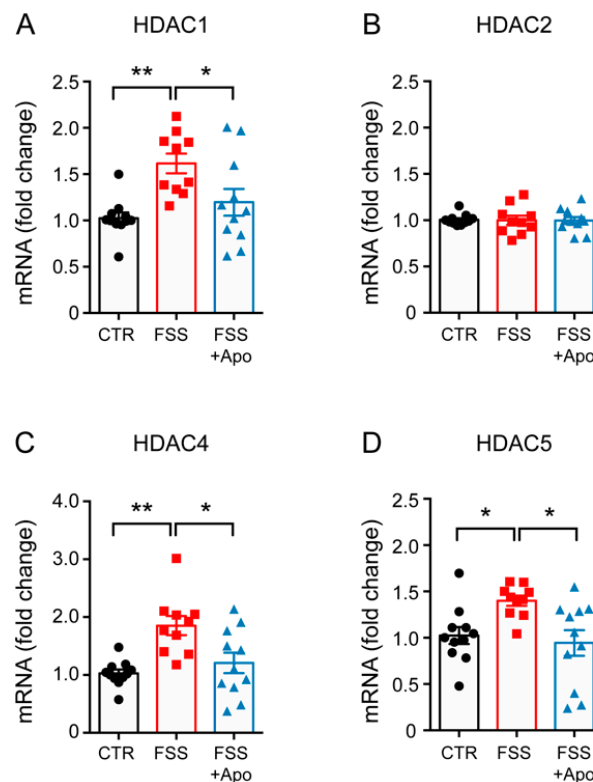 A
HDAC1
mRNA (fold change)
2.5
2.0
1.5
1.0
0.5
0
**
*
CTR
FSS
FSS
+Apo
B
HDAC2
mRNA (fold change)
2.5
2.0
1.5
1.0
0.5
0
CTR
FSS
FSS
+Apo
C
HDAC4
mRNA (fold change)
4.0
3.0
2.0
1.0
0
**
*
CTR
FSS
FSS
+Apo
D
HDAC5
mRNA (fold change)
2.5
2.0
1.5
1.0
0.5
0
*
*
CTR
FSS
FSS
+Apo